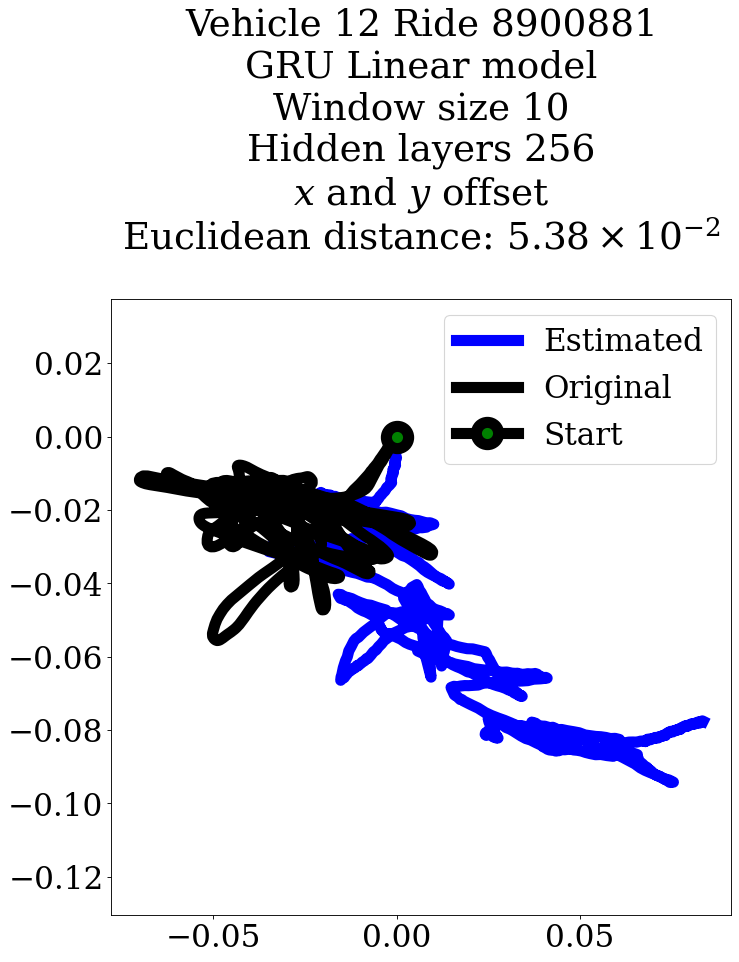 Vehicle 12 Ride 8900881
GRU Linear model
Window size 10
Hidden layers 256
x and y offset
Euclidean distance: 5.38 × 10⁻²
Estimated
Original
Start
0.02
0.00
−0.02
−0.04
−0.06
−0.08
−0.10
−0.12
−0.05 0.00 0.05